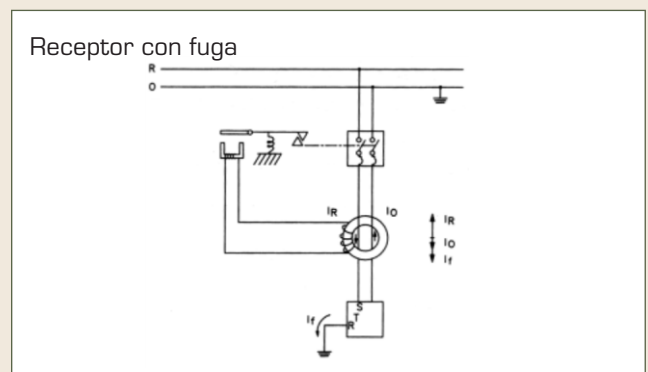 Receptor con fuga
R
O
IR IO
IR
IO
If
S
T
If R